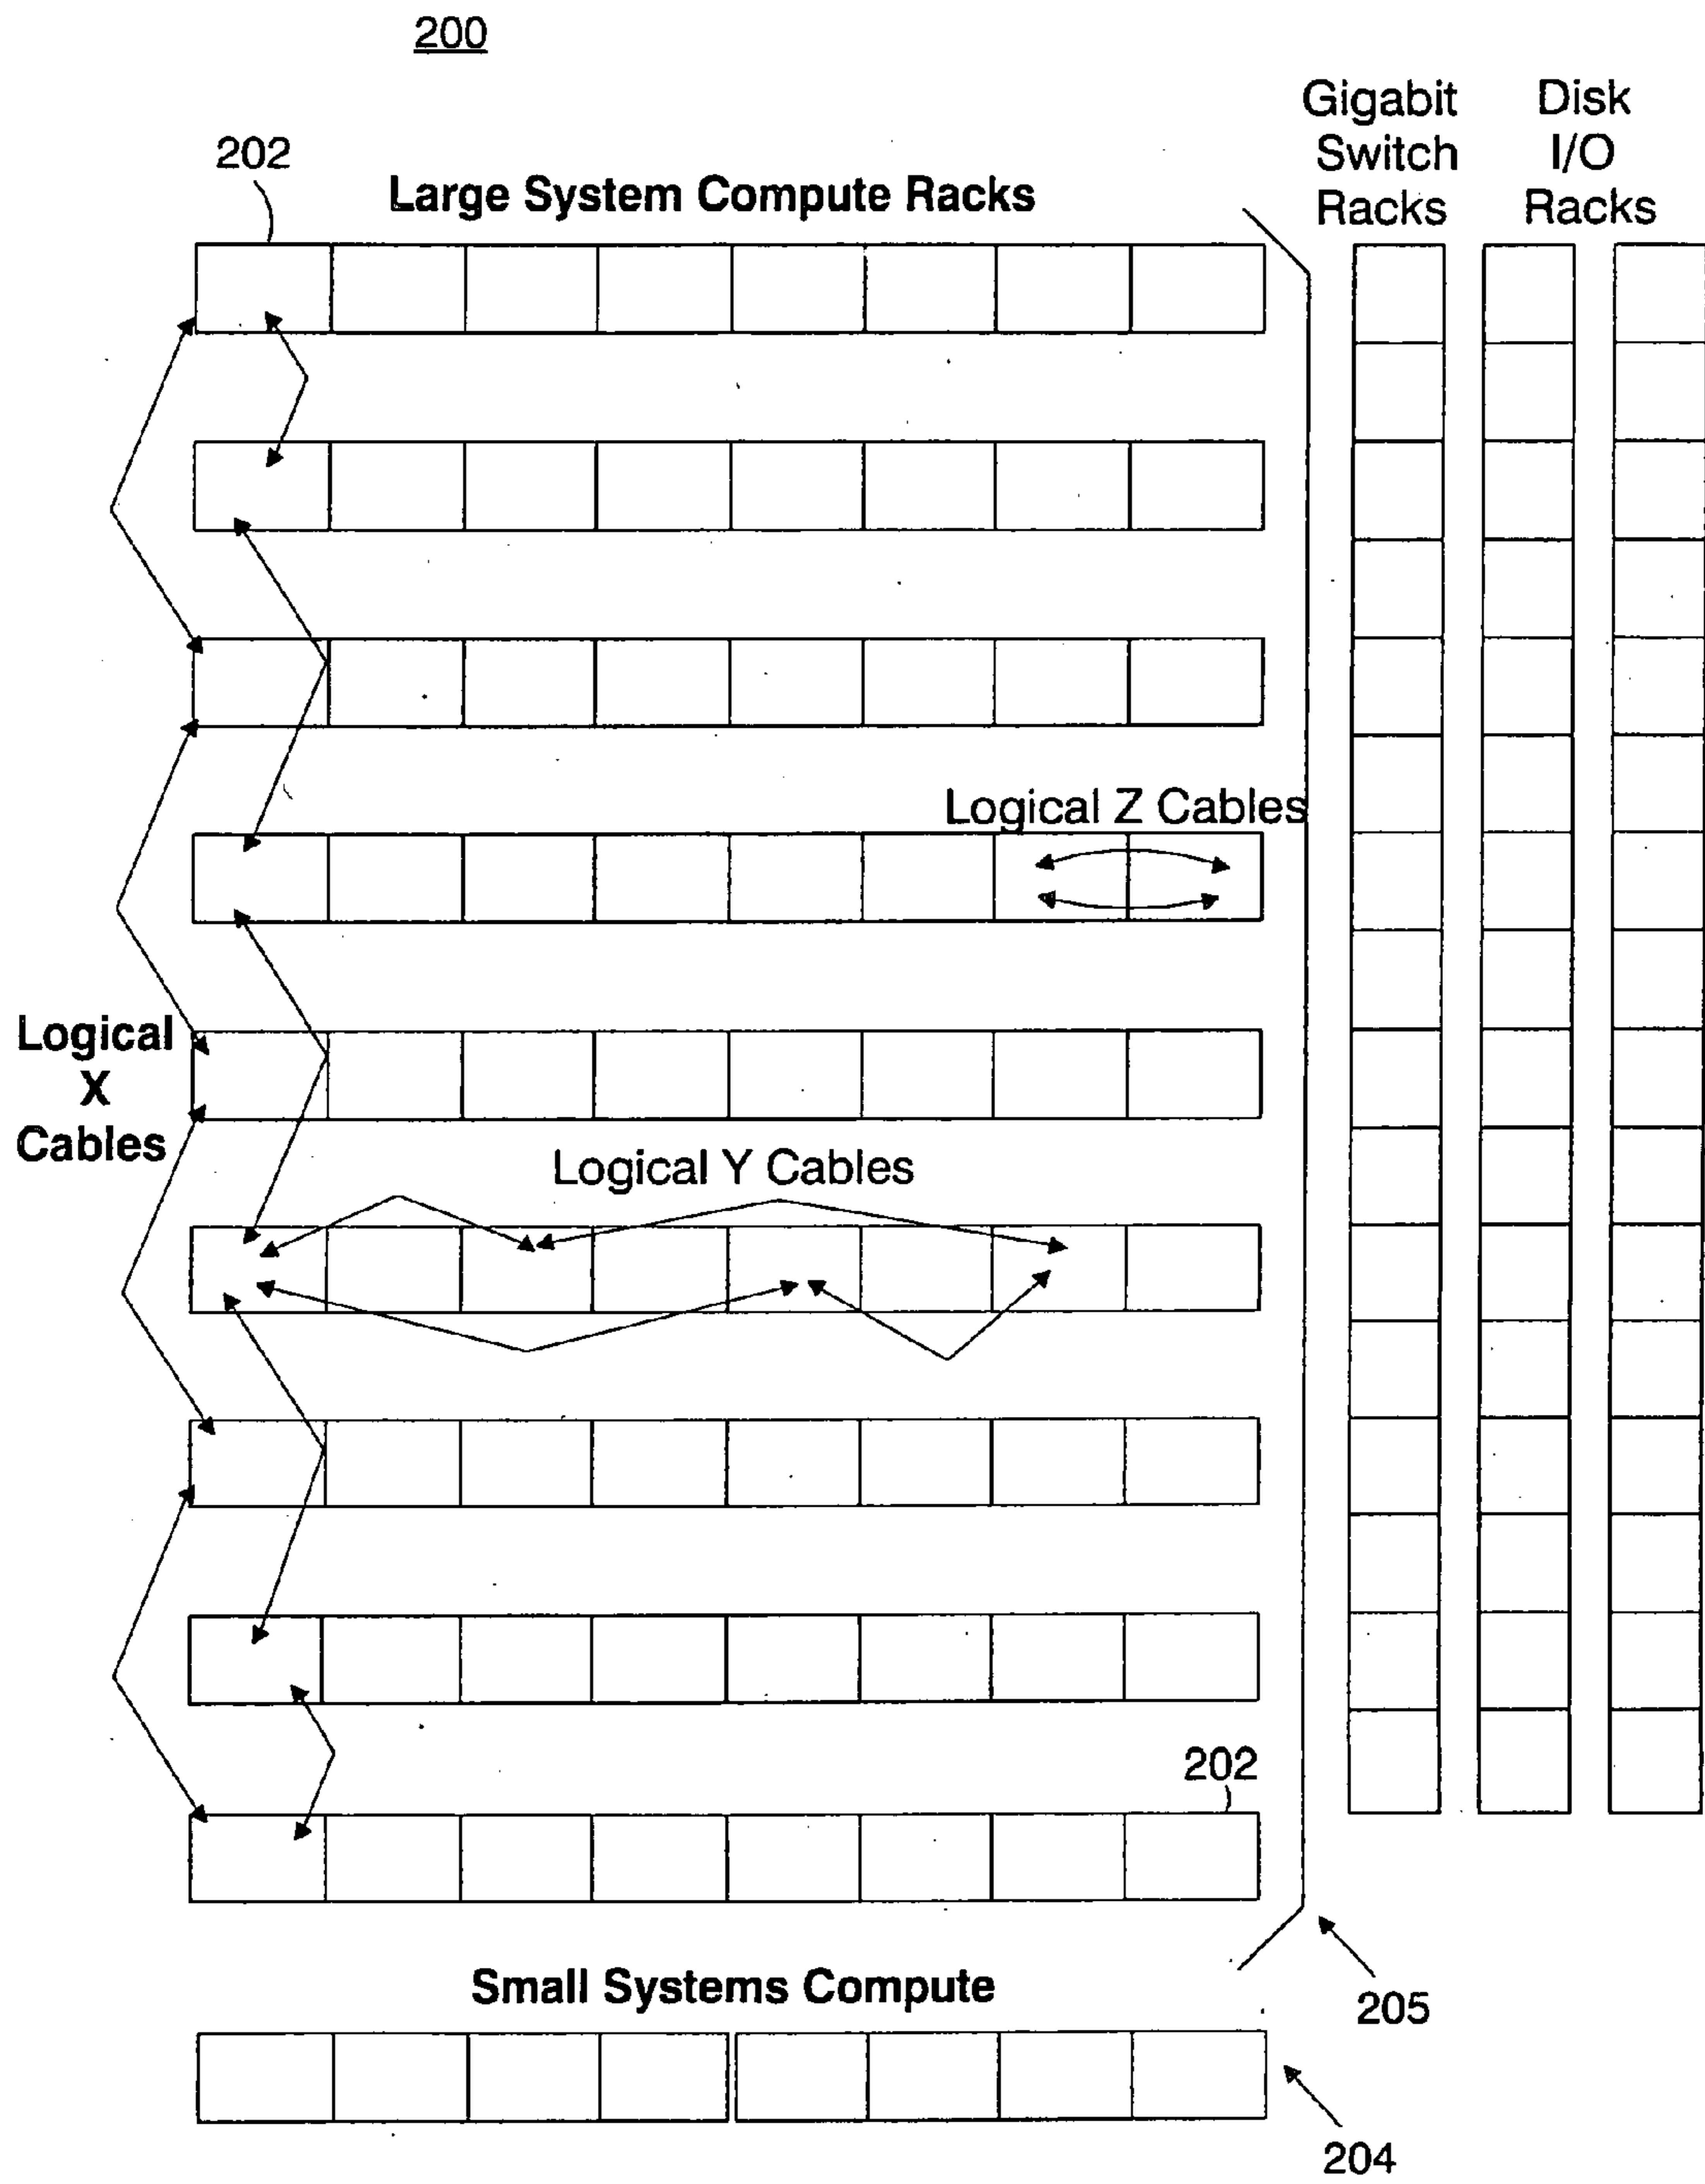 200
Gigabit
Switch
Racks
Disk
I/O
Racks
202
Large System Compute Racks
Logical Z Cables
Logical
X
Cables
Logical Y Cables
202
Small Systems Compute
205
204